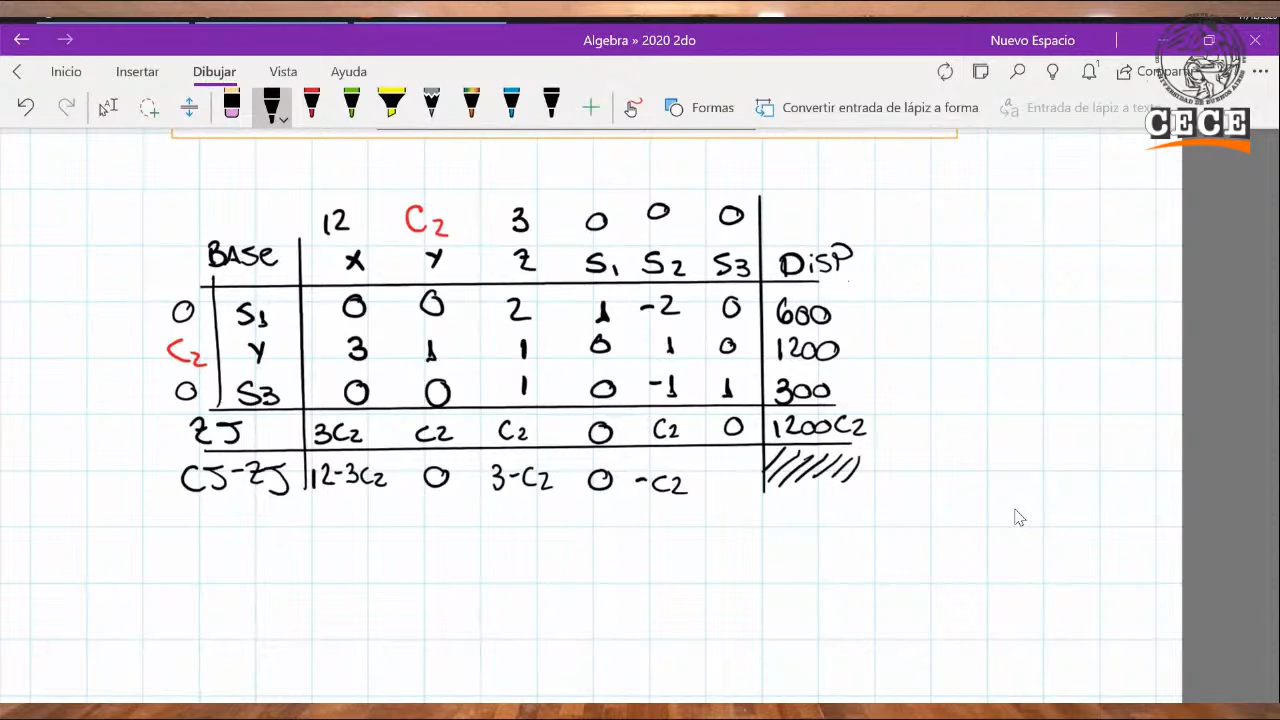 Algebra » 2020 2do
Nuevo Espacio
Inicio Insertar Dibujar Vista Ayuda
Formas Convertir entrada de lápiz a forma
CECE
12 C2 3 0 0 0
BASE X Y Z S1 S2 S3 DISP
0 S1 0 0 2 1 -2 0 600
C2 Y 3 1 1 0 1 0 1200
0 S3 0 0 1 0 -1 1 300
ZJ 3C2 C2 C2 0 C2 0 1200C2
CJ-ZJ 12-3C2 0 3-C2 0 -C2